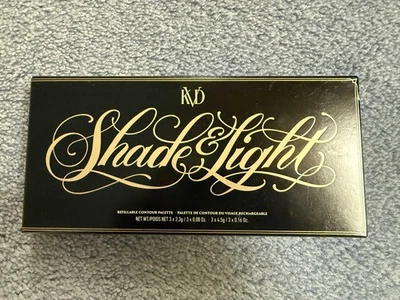 KVD
Shade & Light
REFILLABLE CONTOUR PALETTE · PALETTE DE CONTOUR DU VISAGE RECHARGEABLE
NET WT/POIDS NET 3 x 2.3g / 3 x 0.08 Oz. · 3 x 4.5g / 3 x 0.16 Oz.